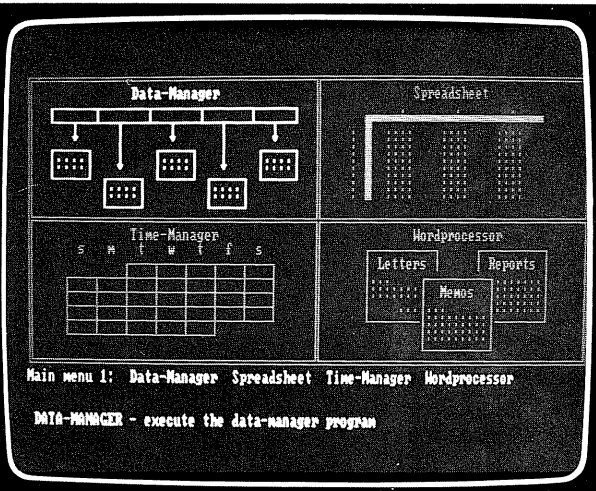 Data-Manager
Spreadsheet
Time-Manager
s m t w t f s
Wordprocessor
Letters
Reports
Memos
Main menu 1: Data-Manager Spreadsheet Time-Manager Wordprocessor
DATA-MANAGER - execute the data-manager program